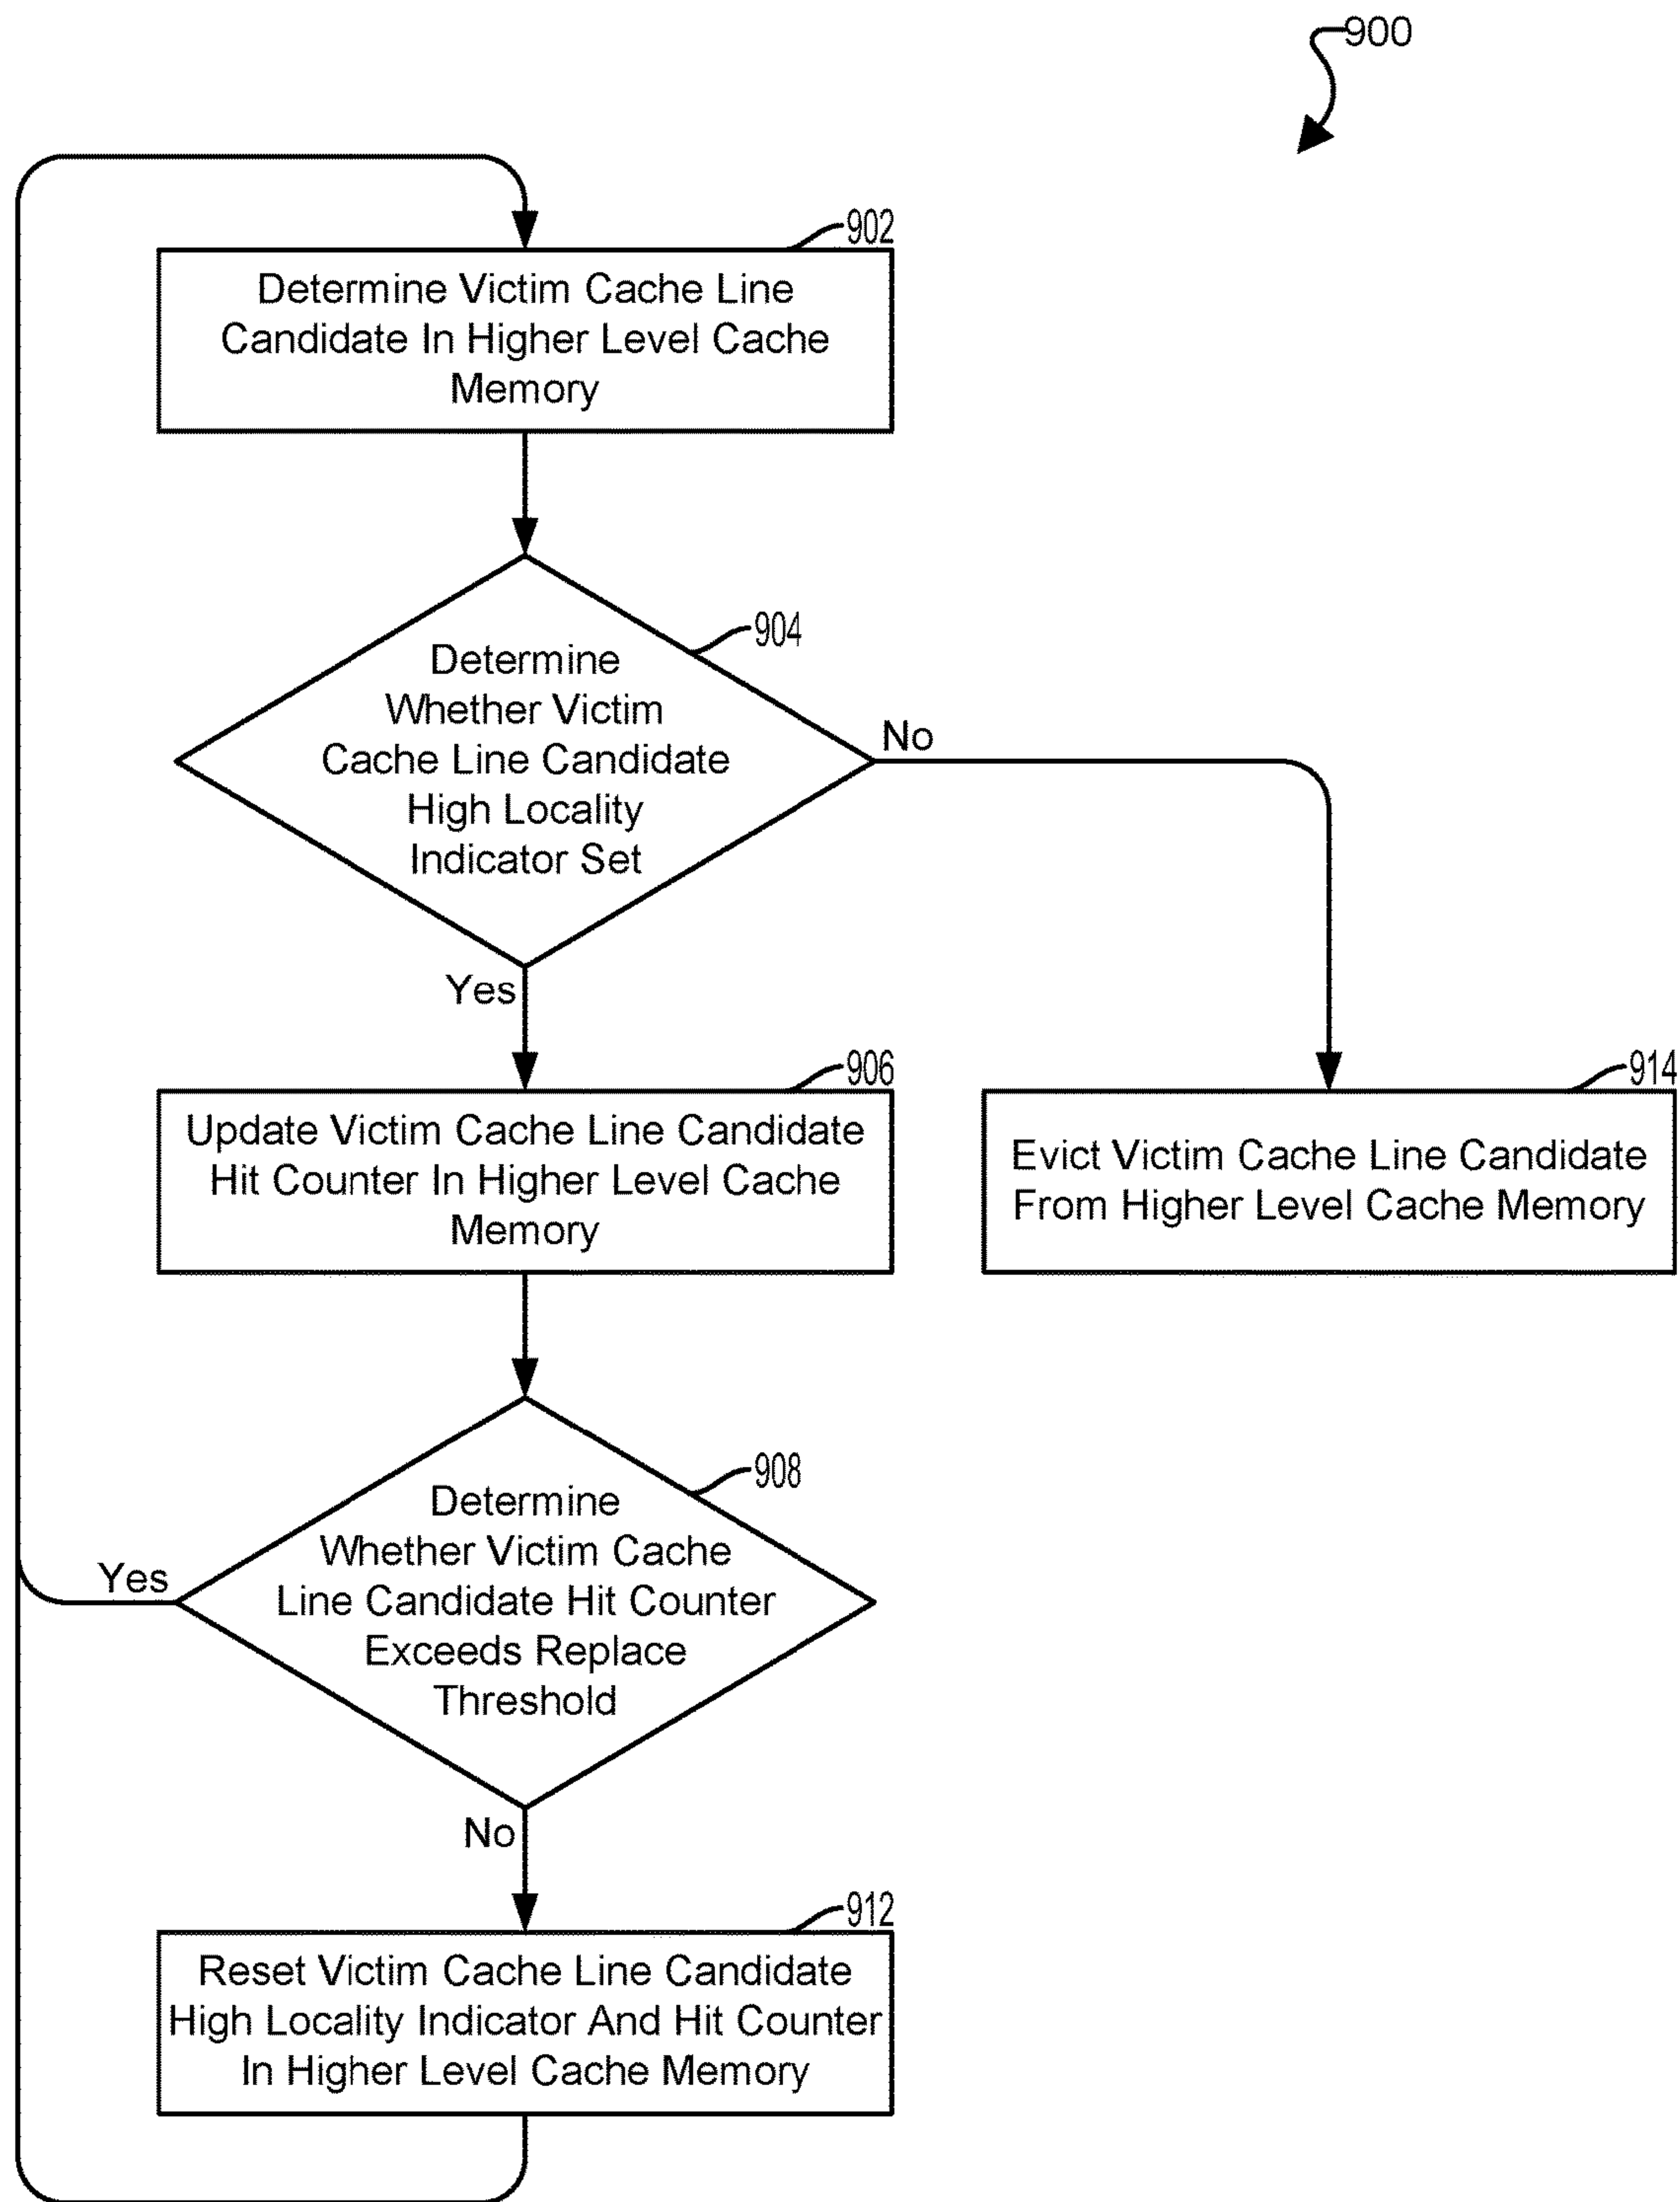 900
902
Determine Victim Cache Line
Candidate In Higher Level Cache
Memory
904
Determine
Whether Victim
Cache Line Candidate
High Locality
Indicator Set
No
Yes
906
Update Victim Cache Line Candidate
Hit Counter In Higher Level Cache
Memory
914
Evict Victim Cache Line Candidate
From Higher Level Cache Memory
908
Determine
Whether Victim Cache
Line Candidate Hit Counter
Exceeds Replace
Threshold
Yes
No
912
Reset Victim Cache Line Candidate
High Locality Indicator And Hit Counter
In Higher Level Cache Memory